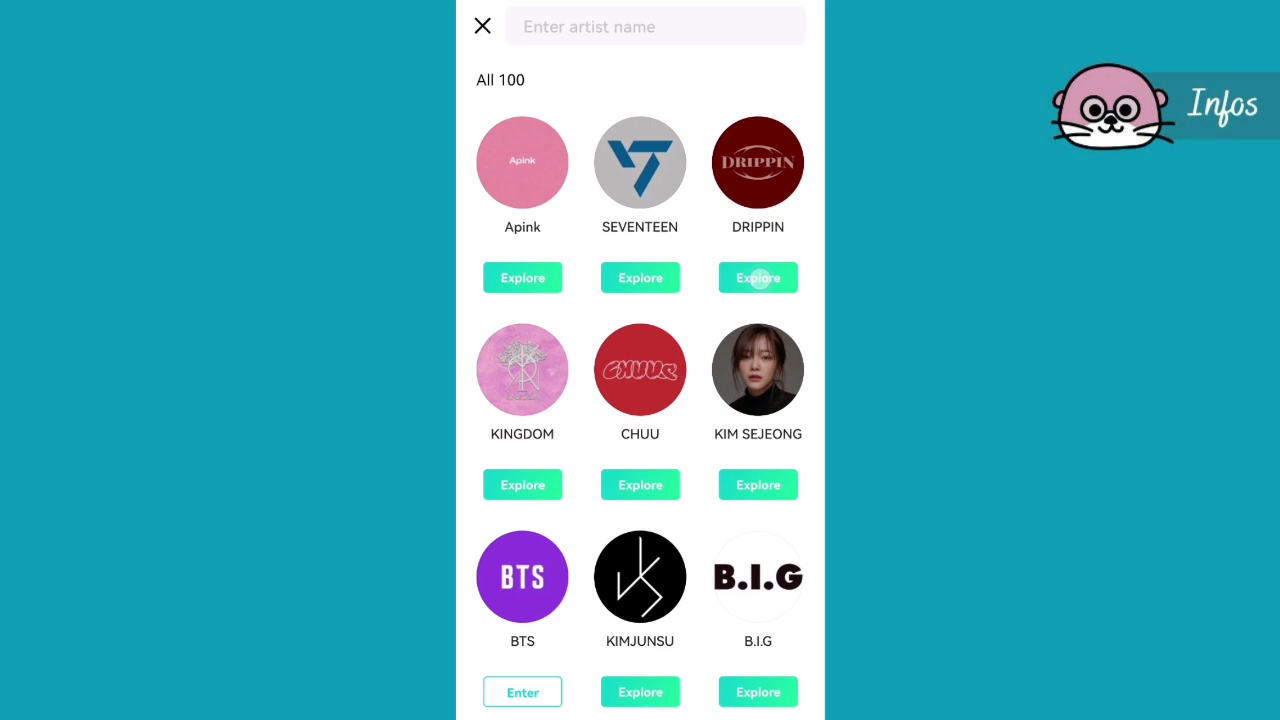 Enter artist name
Infos
All 100
Apink
DRIPPIN
Apink
SEVENTEEN
DRIPPIN
Explore
Explore
Explore
CHUU
KINGDOM
CHUU
KIM SEJEONG
Explore
Explore
Explore
BTS
B.I.G
BTS
KIMJUNSU
B.I.G
Enter
Explore
Explore